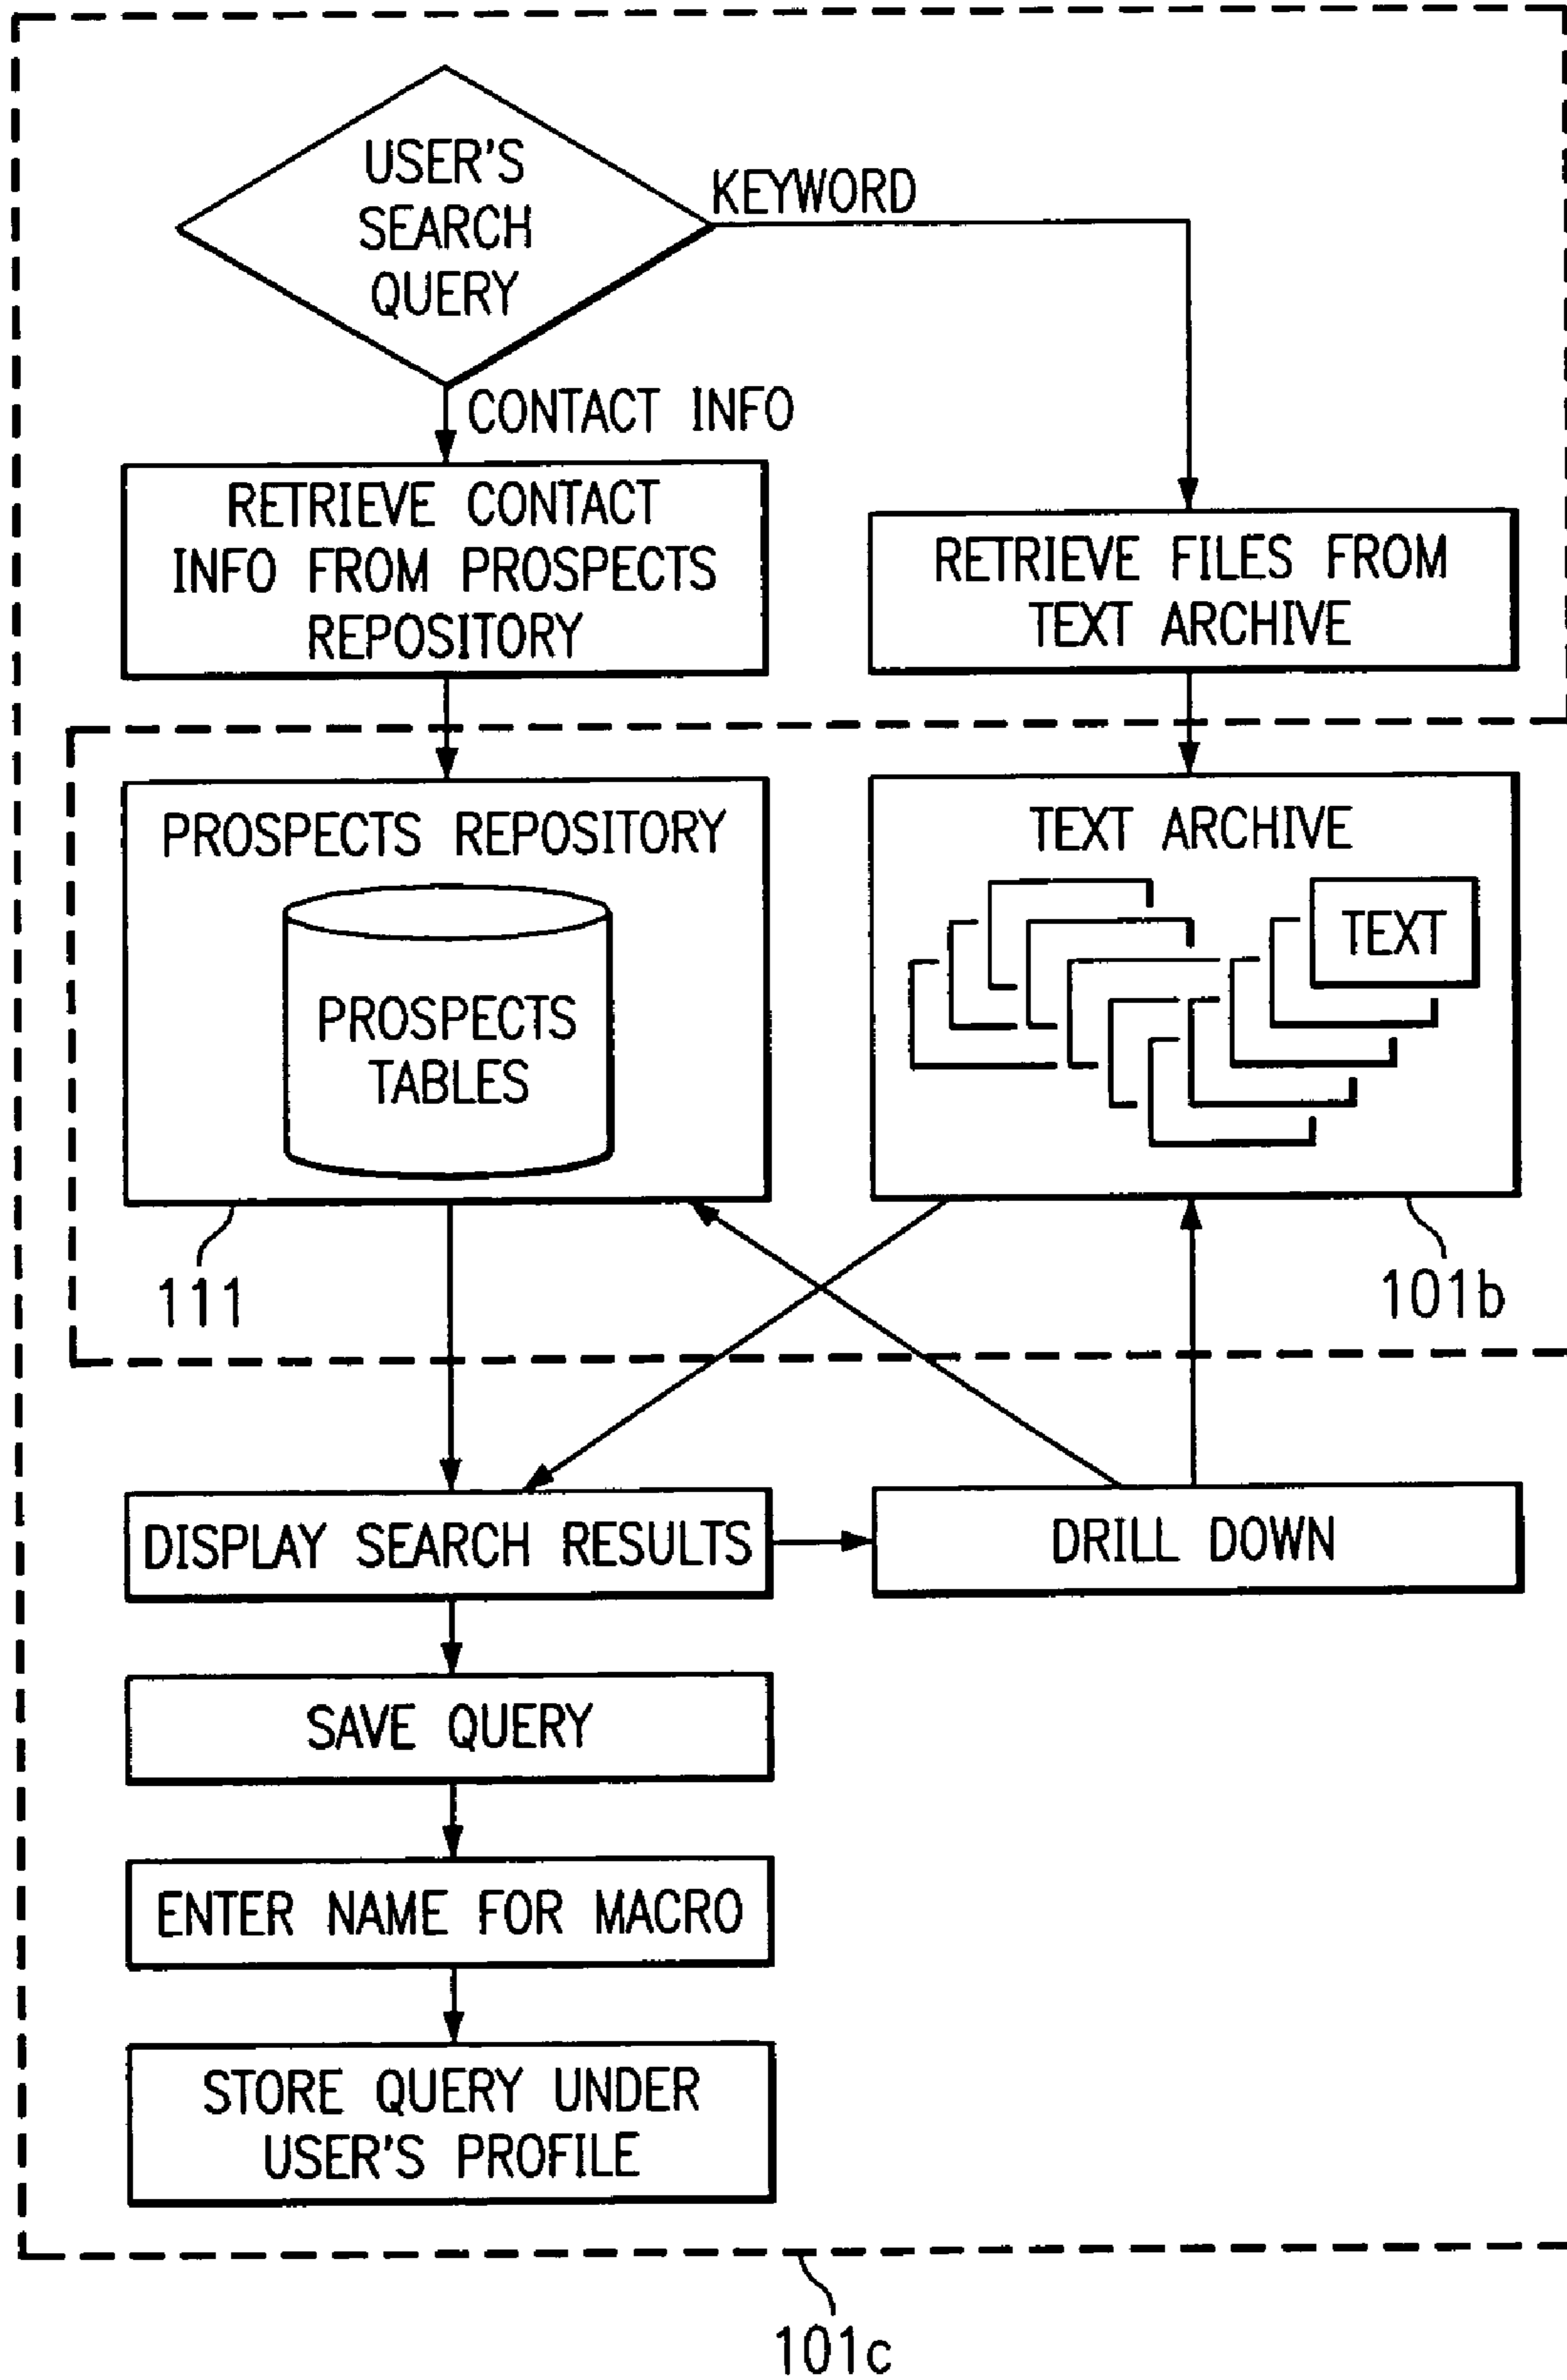 USER'S
SEARCH
QUERY
KEYWORD
CONTACT INFO
RETRIEVE CONTACT
INFO FROM PROSPECTS
REPOSITORY
RETRIEVE FILES FROM
TEXT ARCHIVE
PROSPECTS REPOSITORY
PROSPECTS
TABLES
TEXT ARCHIVE
TEXT
111
101b
DISPLAY SEARCH RESULTS
DRILL DOWN
SAVE QUERY
ENTER NAME FOR MACRO
STORE QUERY UNDER
USER'S PROFILE
101c